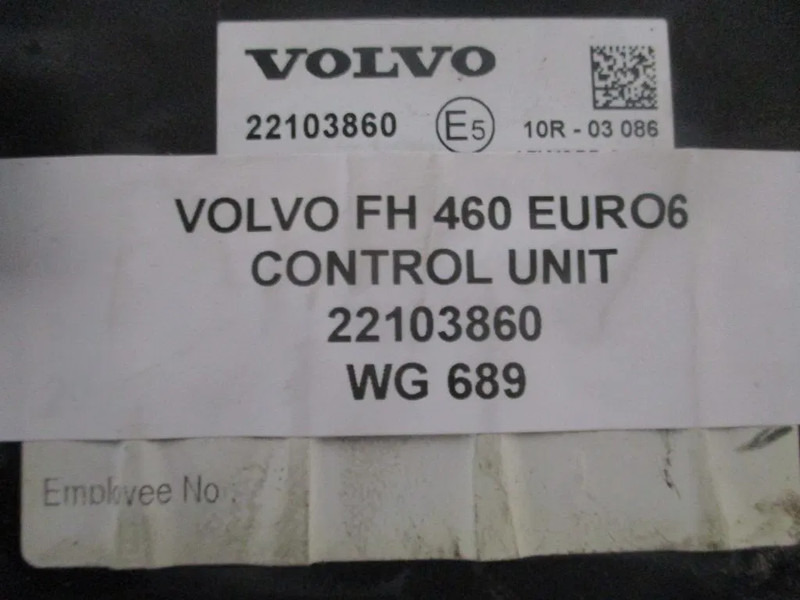 VOLVO
22103860 E5 10R - 03 086
VOLVO FH 460 EURO6
CONTROL UNIT
22103860
WG 689
Employee No.